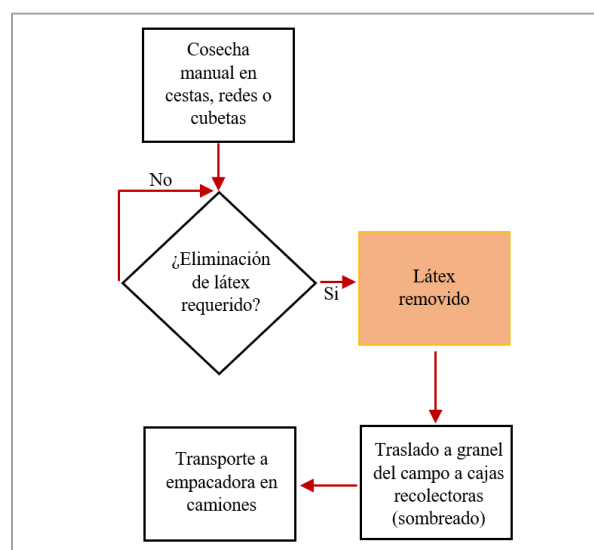 Cosecha
manual en
cestas, redes o
cubetas
No
¿Eliminación
de látex
requerido?
Si
Látex
removido
Traslado a granel
del campo a cajas
recolectoras
(sombreado)
Transporte a
empacadora en
camiones